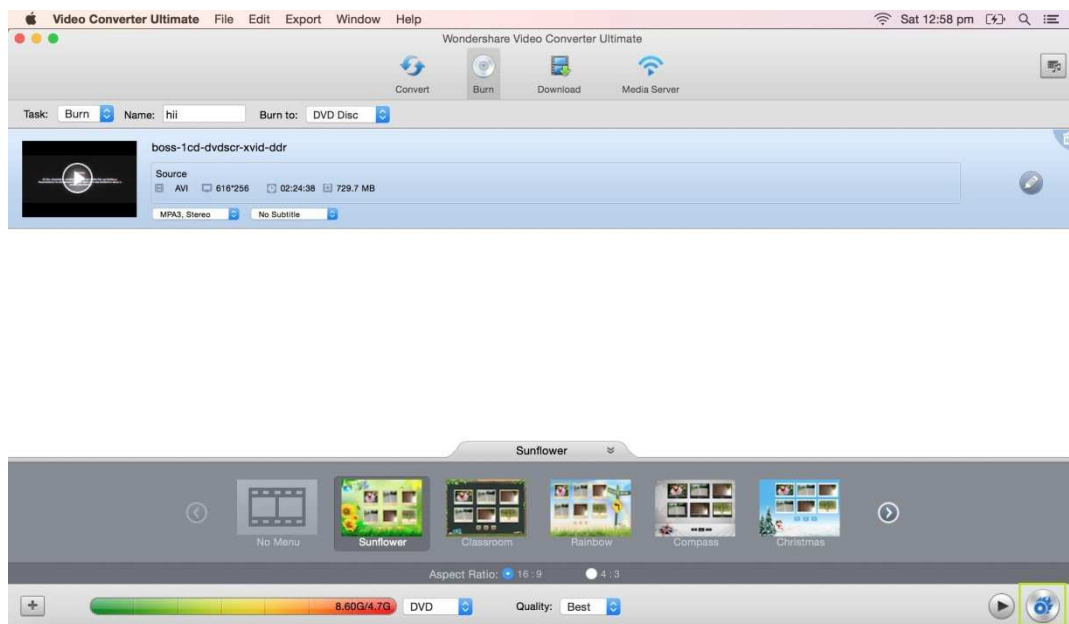 Video Converter Ultimate File Edit Export Window Help Sat 12:58 pm
Wondershare Video Converter Ultimate
Convert Burn Download Media Server
Task: Burn Name: hii Burn to: DVD Disc
boss-1cd-dvdscr-xvid-ddr
Source
AVI 616*256 02:24:38 729.7 MB
MPA3, Stereo No Subtitle
Sunflower
No Menu Sunflower Classroom Rainbow Compass Christmas
Aspect Ratio: 16 : 9 4 : 3
8.60G/4.7G DVD Quality: Best